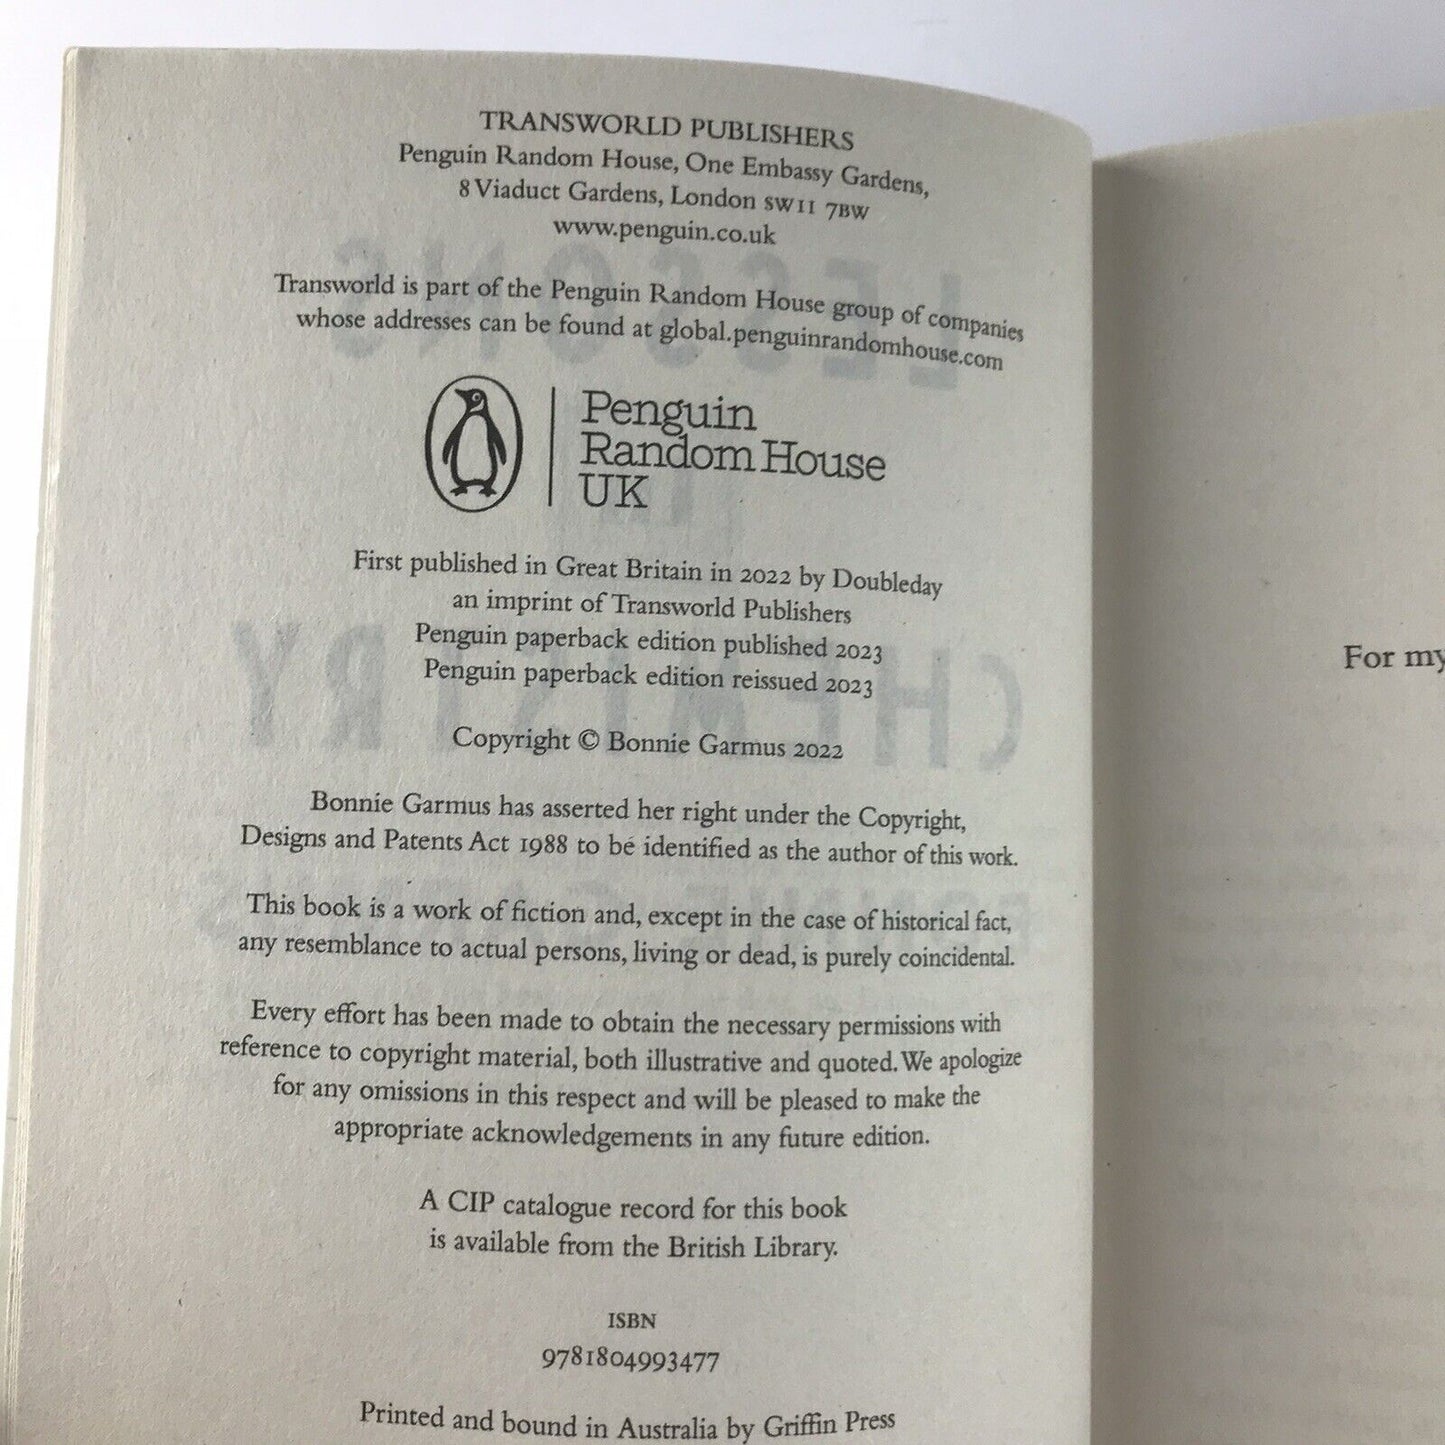 TRANSWORLD PUBLISHERS
Penguin Random House, One Embassy Gardens,
8 Viaduct Gardens, London SW11 7BW
www.penguin.co.uk
Transworld is part of the Penguin Random House group of companies
whose addresses can be found at global.penguinrandomhouse.com
Penguin
Random House
UK
First published in Great Britain in 2022 by Doubleday
an imprint of Transworld Publishers
Penguin paperback edition published 2023
Penguin paperback edition reissued 2023
Copyright © Bonnie Garmus 2022
Bonnie Garmus has asserted her right under the Copyright,
Designs and Patents Act 1988 to be identified as the author of this work.
This book is a work of fiction and, except in the case of historical fact,
any resemblance to actual persons, living or dead, is purely coincidental.
Every effort has been made to obtain the necessary permissions with
reference to copyright material, both illustrative and quoted. We apologize
for any omissions in this respect and will be pleased to make the
appropriate acknowledgements in any future edition.
A CIP catalogue record for this book
is available from the British Library.
ISBN
9781804993477
Printed and bound in Australia by Griffin Press
For my